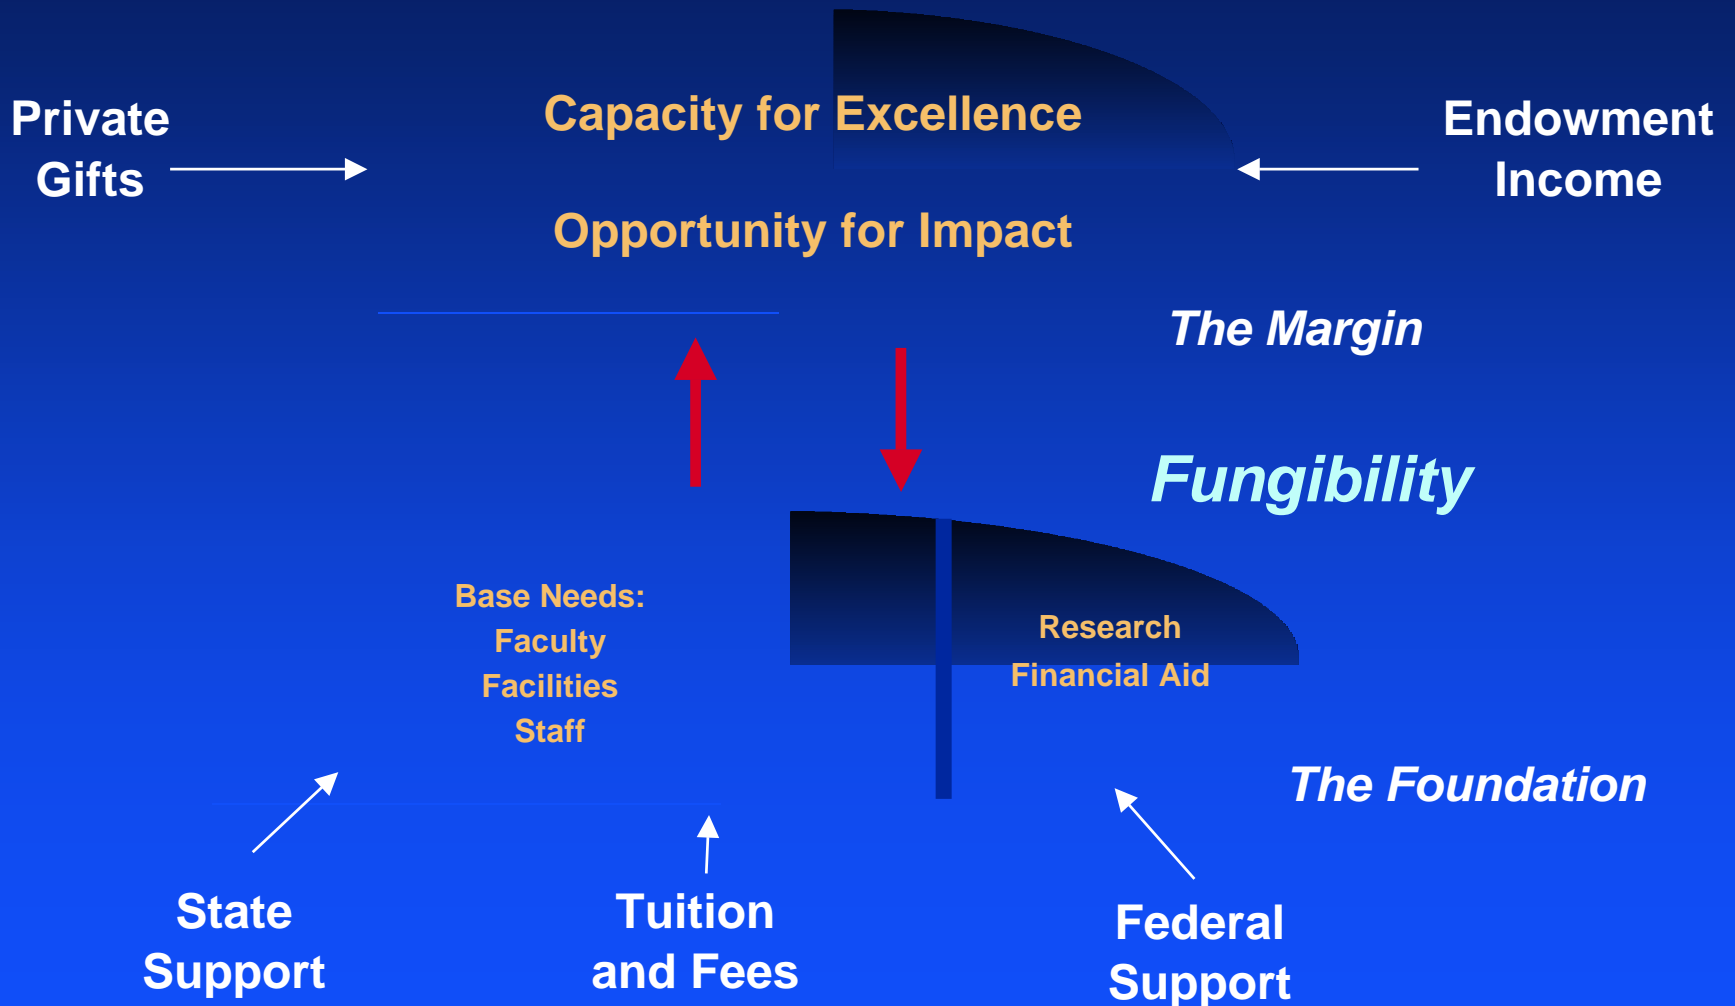 Private
Gifts
Capacity for Excellence
Opportunity for Impact
Endowment
Income
The Margin
Fungibility
Base Needs:
Faculty
Facilities
Staff
Research
Financial Aid
The Foundation
State
Support
Tuition
and Fees
Federal
Support